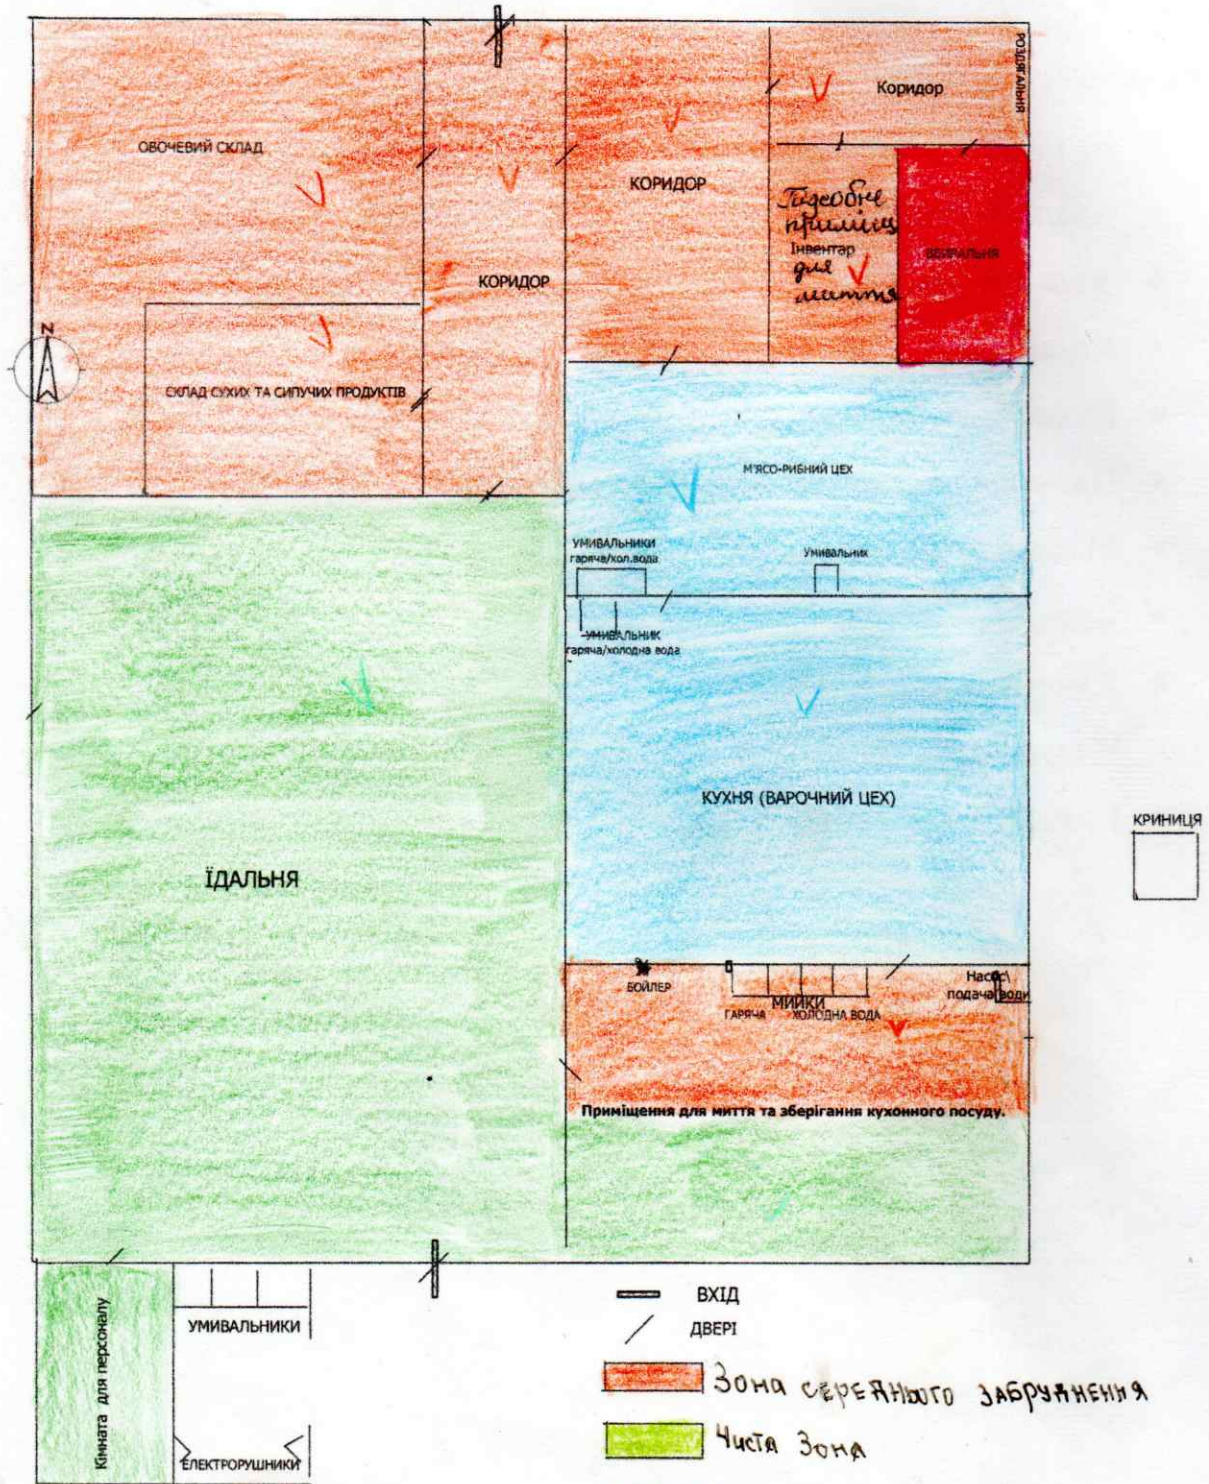 РОЗДЯГАЛЬНЯ
Коридор
ОВОЧЕВИЙ СКЛАД
КОРИДОР
Підсобне
приміщ
Інвентар
для
миття
ВБИРАЛЬНЯ
КОРИДОР
N
СКЛАД СУХИХ ТА СИПУЧИХ ПРОДУКТІВ
М'ЯСО-РИБНИЙ ЦЕХ
УМИВАЛЬНИКИ
гаряча/хол.вода
Умивальник
УМИВАЛЬНИК
гаряча/холодна вода
КУХНЯ (ВАРОЧНИЙ ЦЕХ)
КРИНИЦЯ
ЇДАЛЬНЯ
БОЙЛЕР
МИЙКИ
ГАРЯЧА ХОЛОДНА ВОДА
Насос\
подача води
Приміщення для миття та зберігання кухонного посуду.
Кімната для персоналу
УМИВАЛЬНИКИ
ЕЛЕКТРОРУШНИКИ
ВХІД
ДВЕРІ
Зона СЕРЕДНЬОГО ЗАБРУДНЕННЯ
Чиста Зона